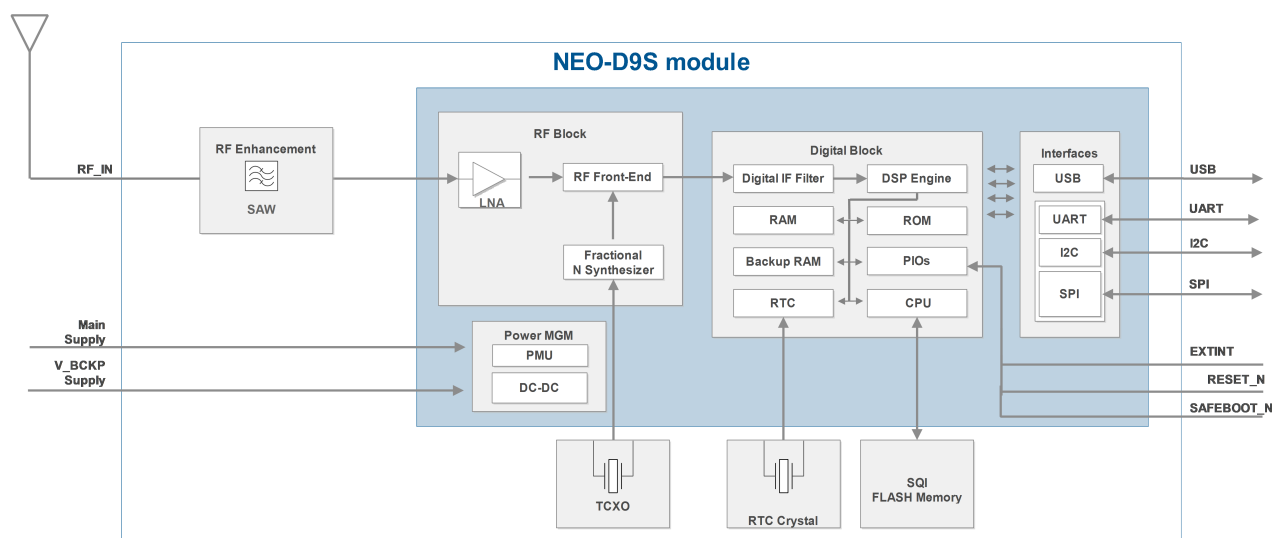 NEO-D9S module
RF_IN
RF Enhancement
SAW
RF Block
LNA
RF Front-End
Fractional
N Synthesizer
Digital Block
Digital IF Filter
DSP Engine
RAM
ROM
Backup RAM
PIOs
RTC
CPU
Interfaces
USB
UART
I2C
SPI
USB
UART
I2C
SPI
EXTINT
RESET_N
SAFEBOOT_N
Main
Supply
V_BCKP
Supply
Power MGM
PMU
DC-DC
TCXO
RTC Crystal
SQI
FLASH Memory